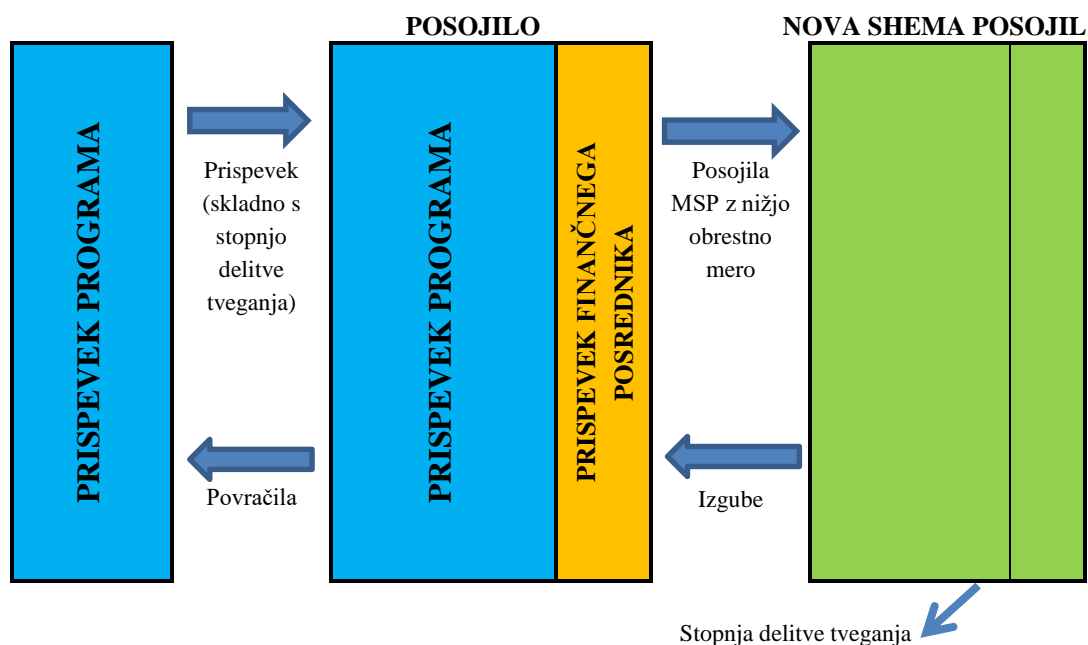 POSOJILO
NOVA SHEMA POSOJIL
PRISPEVEK PROGRAMA
Prispevek
(skladno s
stopnjo
delitve
tveganja)
Povračila
PRISPEVEK PROGRAMA
PRISPEVEK FINANČNEGA
POSREDNIKA
Posojila
MSP z nižjo
obrestno
mero
Izgube
Stopnja delitve tveganja